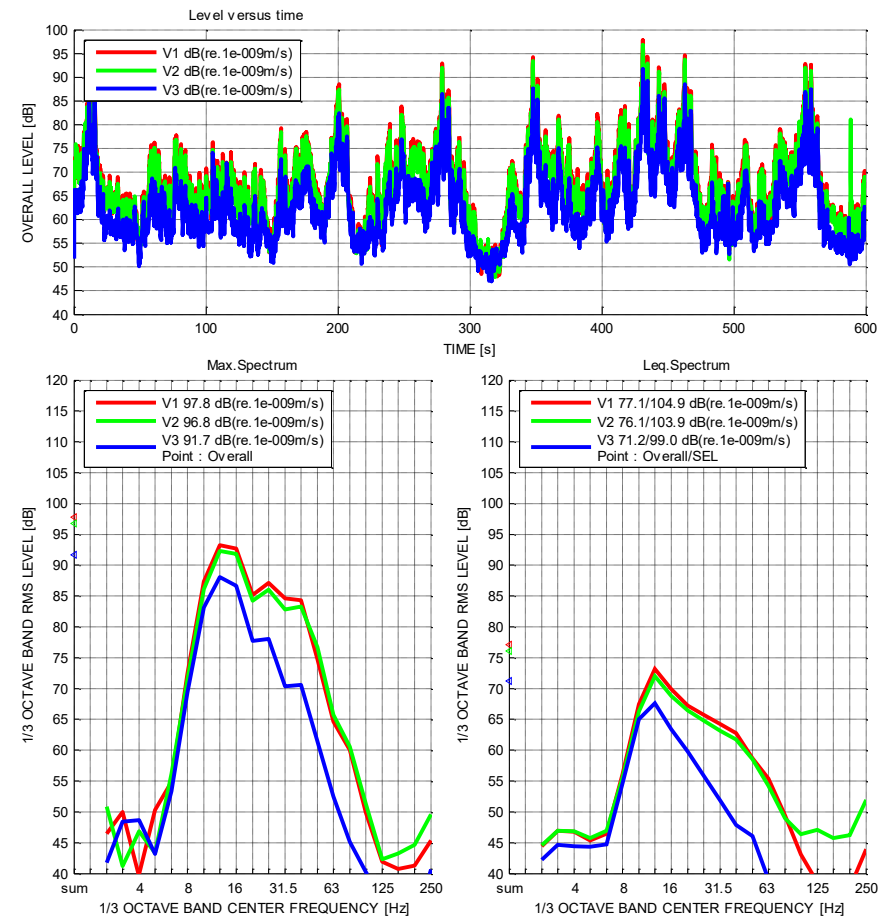 Level versus time
V1 dB(re.1e-009m/s)
V2 dB(re.1e-009m/s)
V3 dB(re.1e-009m/s)
OVERALL LEVEL [dB]
100
95
90
85
80
75
70
65
60
55
50
45
40
0 100 200 300 400 500 600
TIME [s]
Max.Spectrum
V1 97.8 dB(re.1e-009m/s)
V2 96.8 dB(re.1e-009m/s)
V3 91.7 dB(re.1e-009m/s)
Point : Overall
1/3 OCTAVE BAND RMS LEVEL [dB]
120
115
110
105
100
95
90
85
80
75
70
65
60
55
50
45
40
sum 4 8 16 31.5 63 125 250
1/3 OCTAVE BAND CENTER FREQUENCY [Hz]
Leq.Spectrum
V1 77.1/104.9 dB(re.1e-009m/s)
V2 76.1/103.9 dB(re.1e-009m/s)
V3 71.2/99.0 dB(re.1e-009m/s)
Point : Overall/SEL
1/3 OCTAVE BAND RMS LEVEL [dB]
120
115
110
105
100
95
90
85
80
75
70
65
60
55
50
45
40
sum 4 8 16 31.5 63 125 250
1/3 OCTAVE BAND CENTER FREQUENCY [Hz]